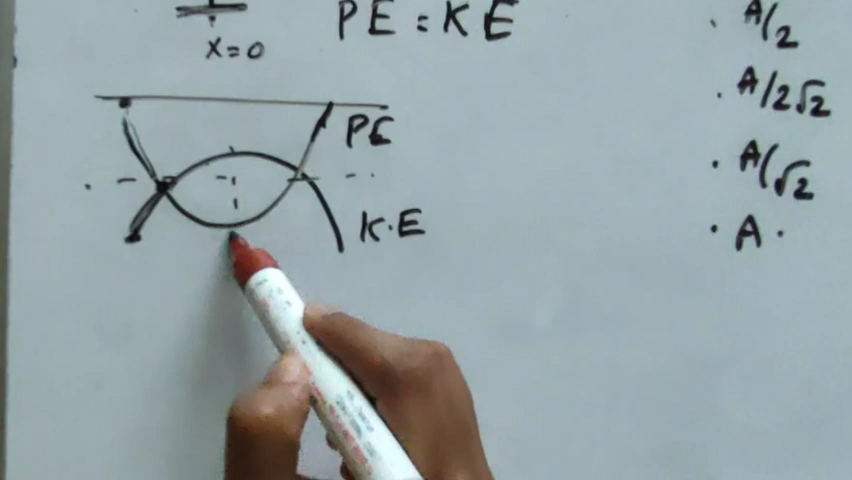 PE = KE
x=0
PE
K.E
. A/2
. A/2√2
. A/√2
. A .